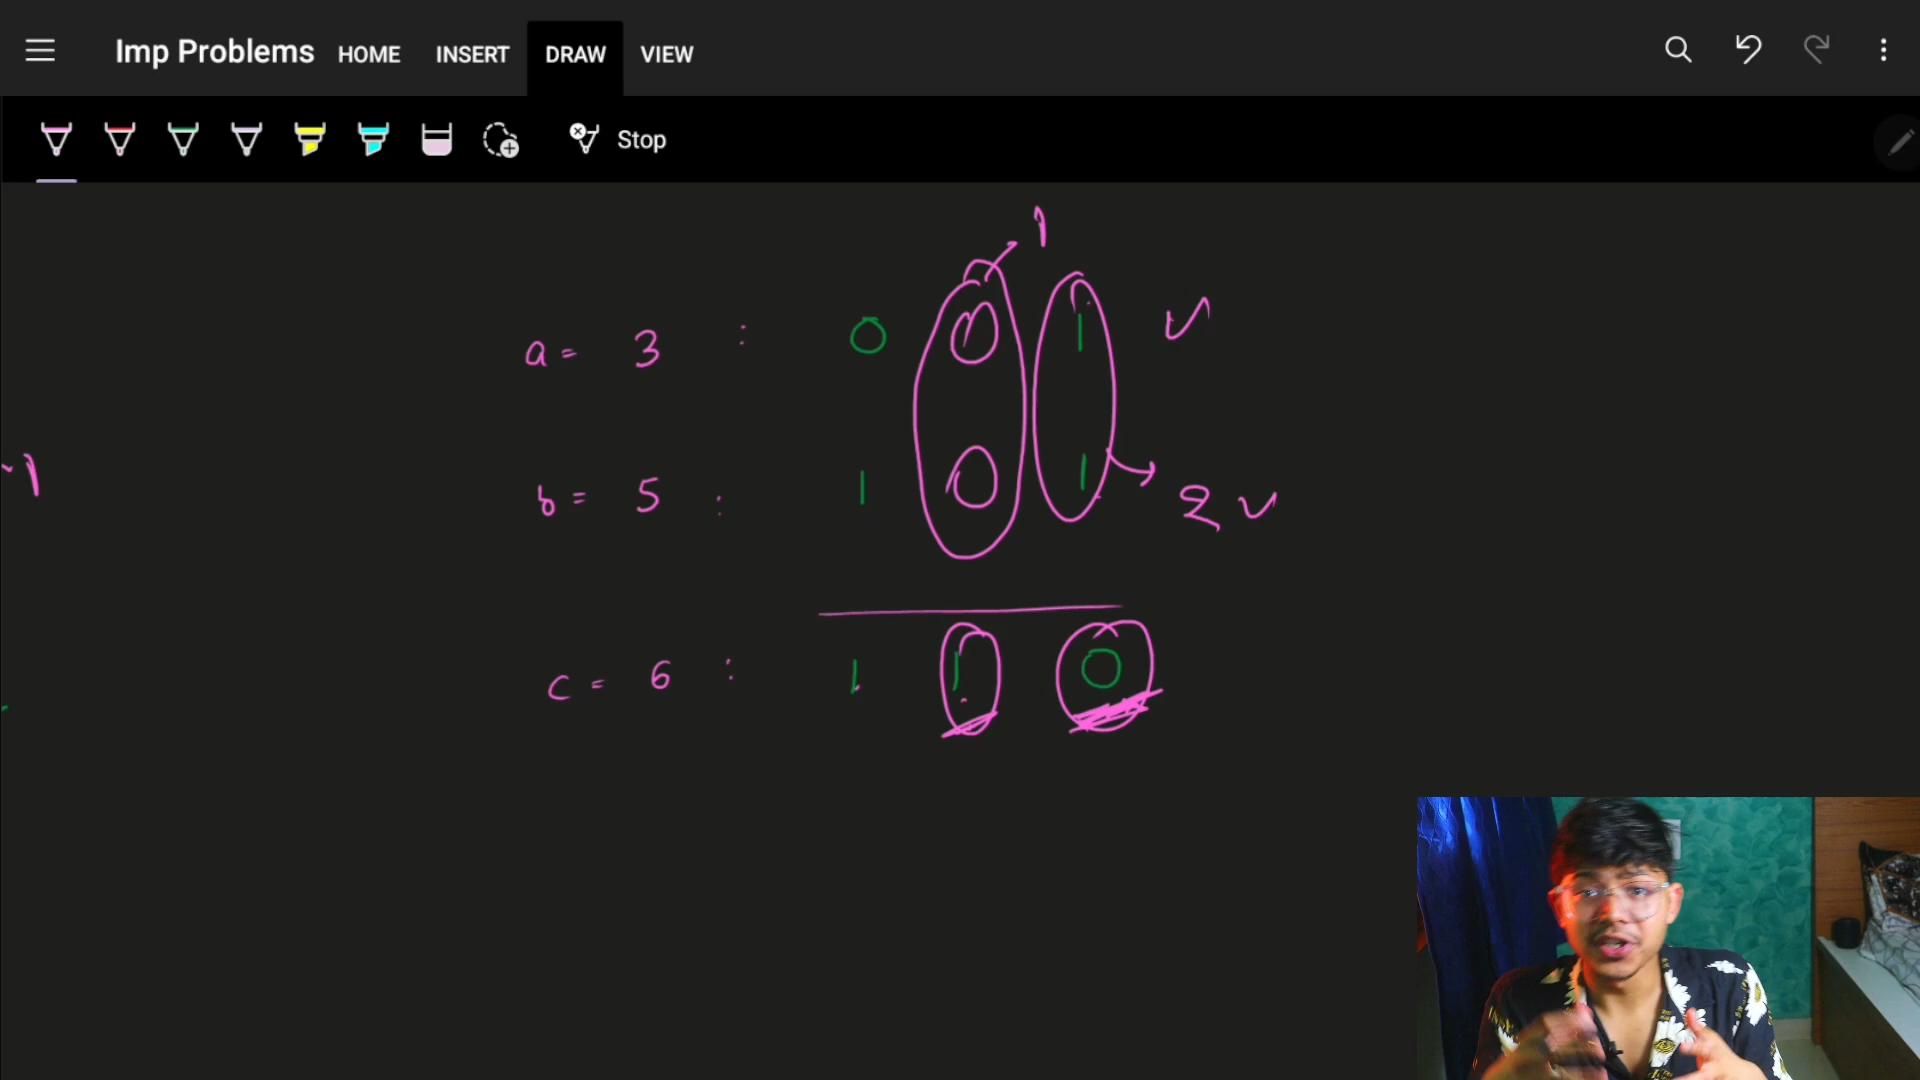 Imp Problems HOME INSERT DRAW VIEW
Stop
1
a = 3 : 0 1 1
b = 5 : 1 0 1
2
c = 6 : 1 1 0